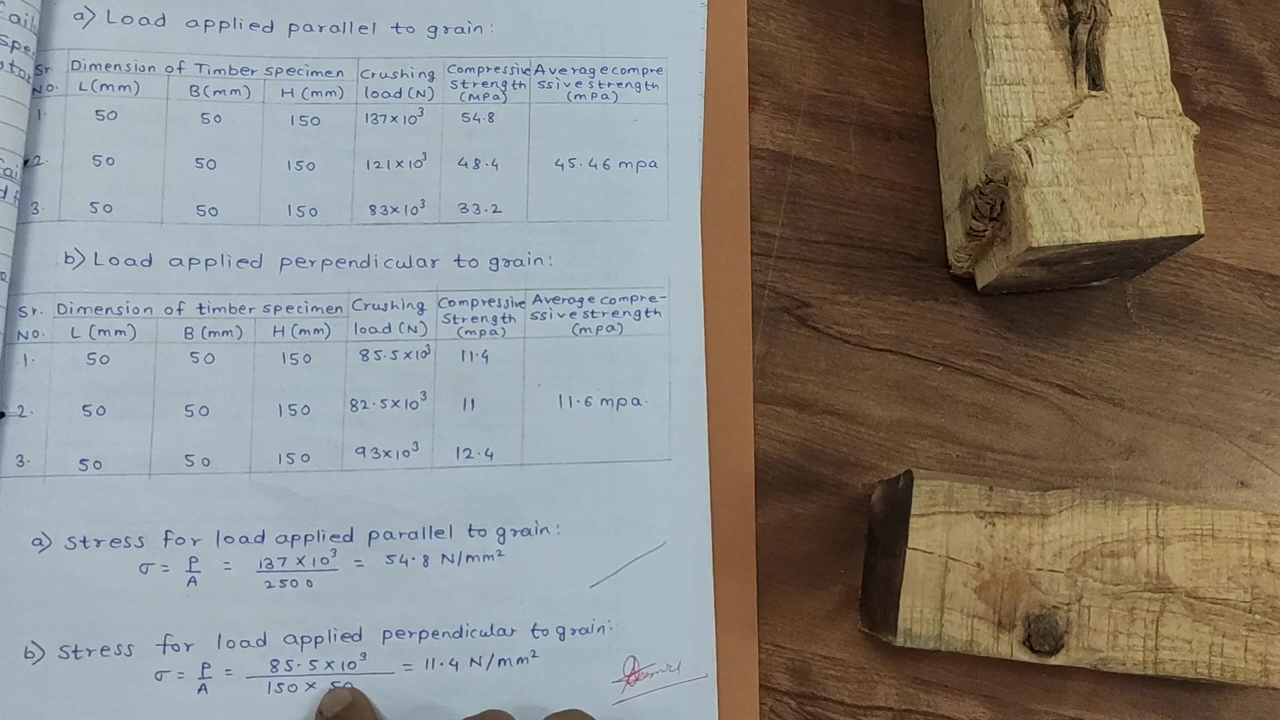 a) Load applied parallel to grain:
Sr. Dimension of Timber specimen Crushing Compressive Average compre
No. L(mm) B(mm) H(mm) load(N) strength (MPa) ssive strength (mPa)
1. 50 50 150 137×10³ 54.8
2. 50 50 150 121×10³ 48.4 45.46 mpa
3. 50 50 150 83×10³ 33.2
b) Load applied perpendicular to grain:
Sr. Dimension of timber specimen Crushing Compressive Average compre-
No. L (mm) B (mm) H (mm) load (N) strength (mpa) ssive strength (mpa)
1. 50 50 150 85.5×10³ 11.4
2. 50 50 150 82.5×10³ 11 11.6 mpa.
3. 50 50 150 93×10³ 12.4
a) Stress for load applied parallel to grain:
σ = P/A = 137×10³/2500 = 54.8 N/mm²
b) Stress for load applied perpendicular to grain:
σ = P/A = 85.5×10³/150×50 = 11.4 N/mm²